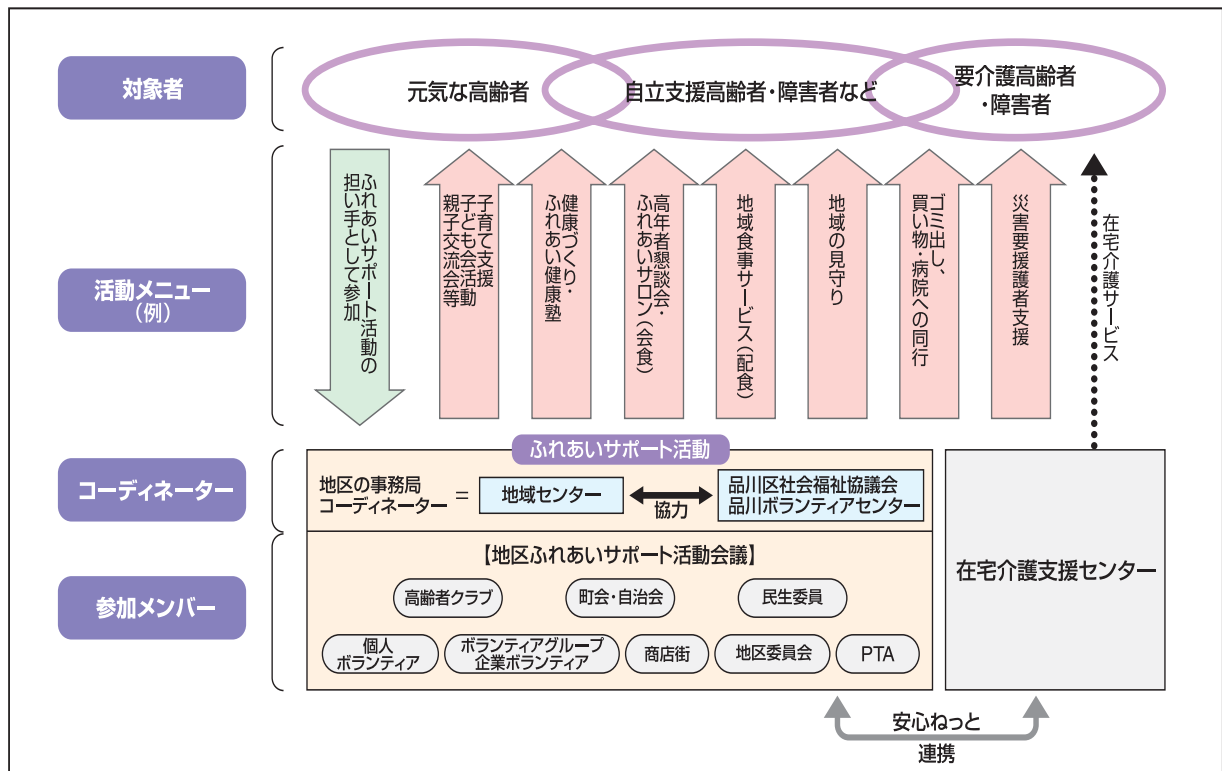 対象者
元気な高齢者
自立支援高齢者・障害者など
要介護高齢者
・障害者
活動メニュー
（例）
ふれあいサポート活動の
担い手として参加
子育て支援
子ども会活動
親子交流会等
健康づくり・
ふれあい健康塾
高年者懇談会・
ふれあいサロン（会食）
地域食事サービス（配食）
地域の見守り
ゴミ出し、
買い物・病院への同行
災害要援護者支援
在宅介護サービス
コーディネーター
ふれあいサポート活動
地区の事務局
コーディネーター
=
地域センター
協力
品川区社会福祉協議会
品川ボランティアセンター
参加メンバー
【地区ふれあいサポート活動会議】
高齢者クラブ
町会・自治会
民生委員
個人
ボランティア
ボランティアグループ
企業ボランティア
商店街
地区委員会
PTA
在宅介護支援センター
安心ねっと
連携